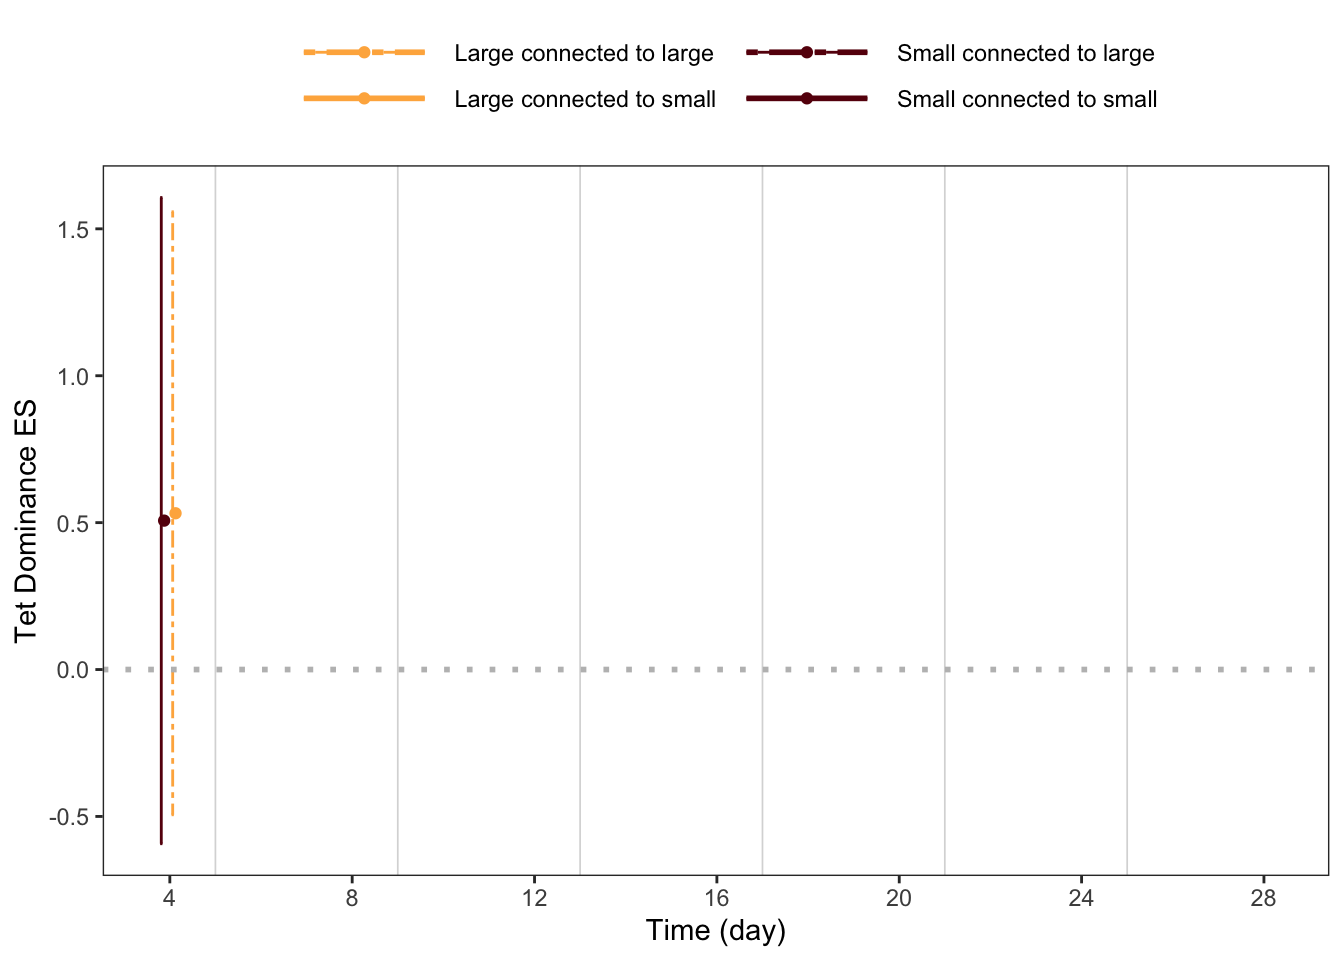 Large connected to large
Small connected to large
Large connected to small
Small connected to small
Tet Dominance ES
1.5
1.0
0.5
0.0
-0.5
4 8 12 16 20 24 28
Time (day)